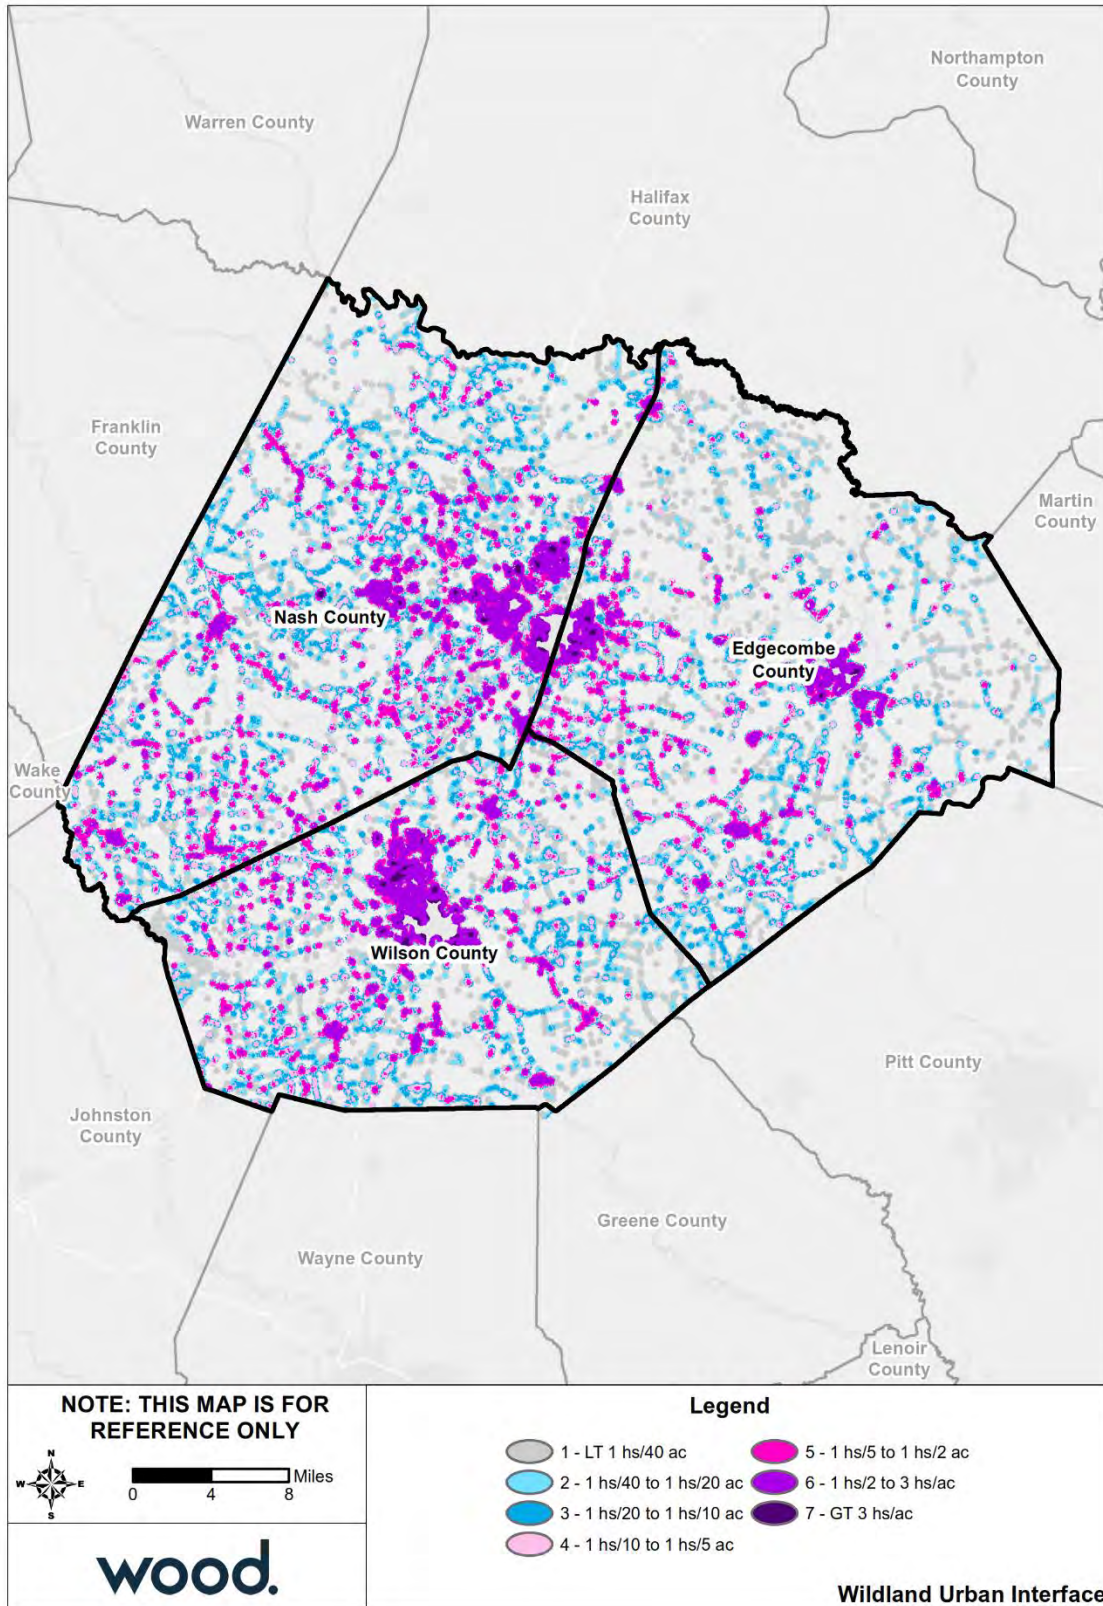 Northampton
County
Warren County
Halifax
County
Franklin
County
Martin
County
Nash County
Edgecombe
County
Wake
County
Wilson County
Pitt County
Johnston
County
Greene County
Wayne County
Lenoir
County
NOTE: THIS MAP IS FOR
REFERENCE ONLY
N
W E
S
Miles
0 4 8
wood.
Legend
1 - LT 1 hs/40 ac
2 - 1 hs/40 to 1 hs/20 ac
3 - 1 hs/20 to 1 hs/10 ac
4 - 1 hs/10 to 1 hs/5 ac
5 - 1 hs/5 to 1 hs/2 ac
6 - 1 hs/2 to 3 hs/ac
7 - GT 3 hs/ac
Wildland Urban Interface